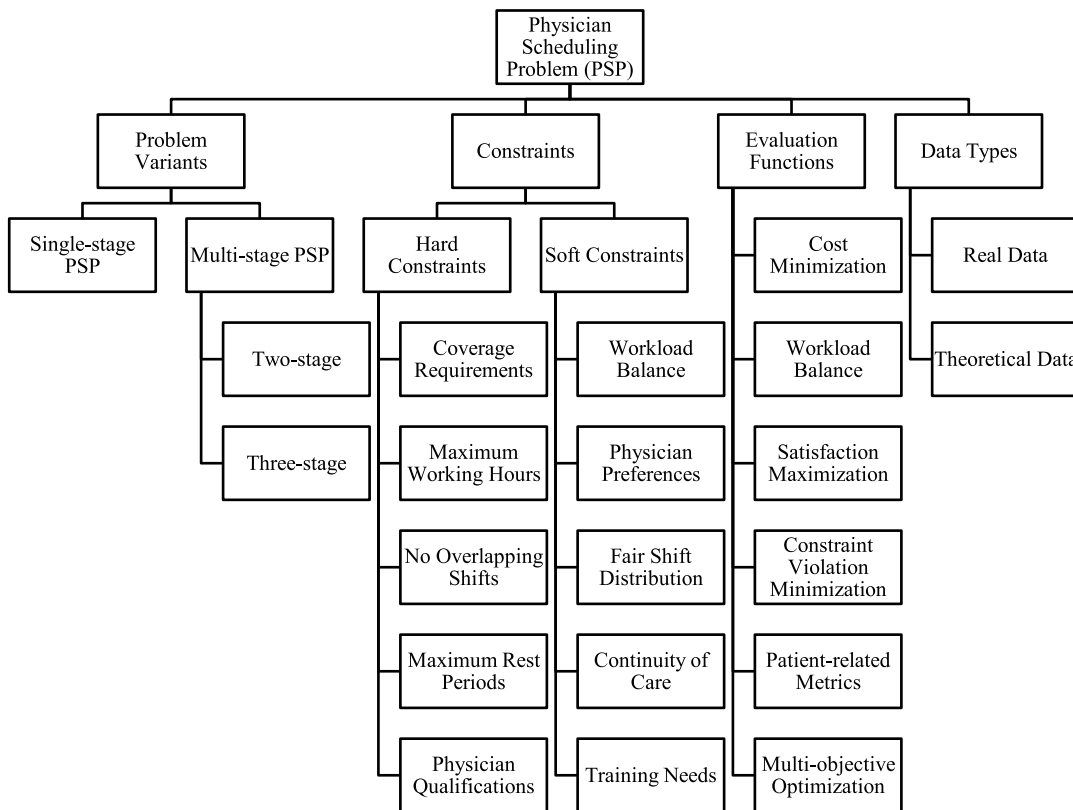 Physician
Scheduling
Problem (PSP)
Problem
Variants
Constraints
Evaluation
Functions
Data Types
Single-stage
PSP
Multi-stage PSP
Hard
Constraints
Soft Constraints
Cost
Minimization
Real Data
Two-stage
Coverage
Requirements
Workload
Balance
Workload
Balance
Theoretical Data
Three-stage
Maximum
Working Hours
Physician
Preferences
Satisfaction
Maximization
No Overlapping
Shifts
Fair Shift
Distribution
Constraint
Violation
Minimization
Maximum Rest
Periods
Continuity of
Care
Patient-related
Metrics
Physician
Qualifications
Training Needs
Multi-objective
Optimization